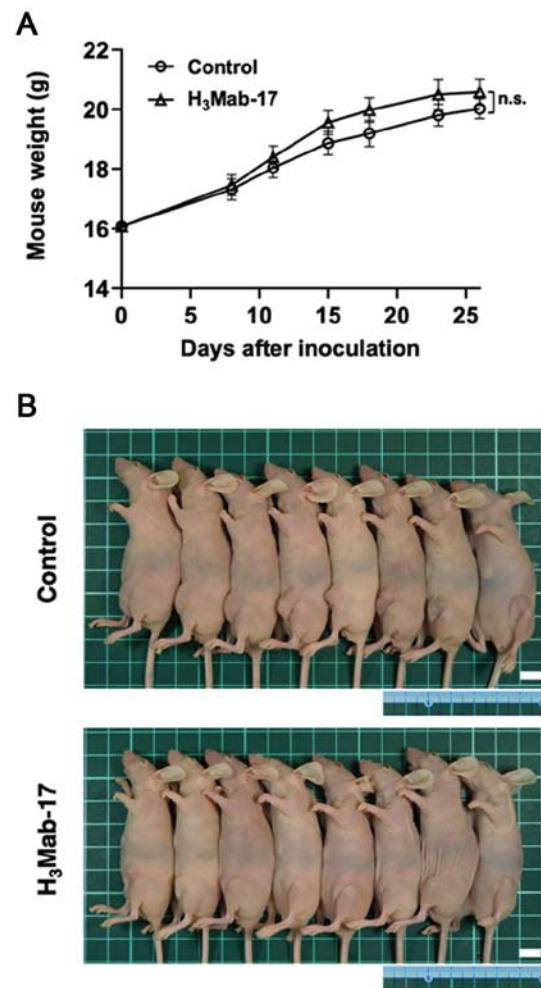 A
Mouse weight (g)
22
20
18
16
14
Control
H₃Mab-17
n.s.
0
5
10
15
20
25
Days after inoculation
B
Control
H₃Mab-17